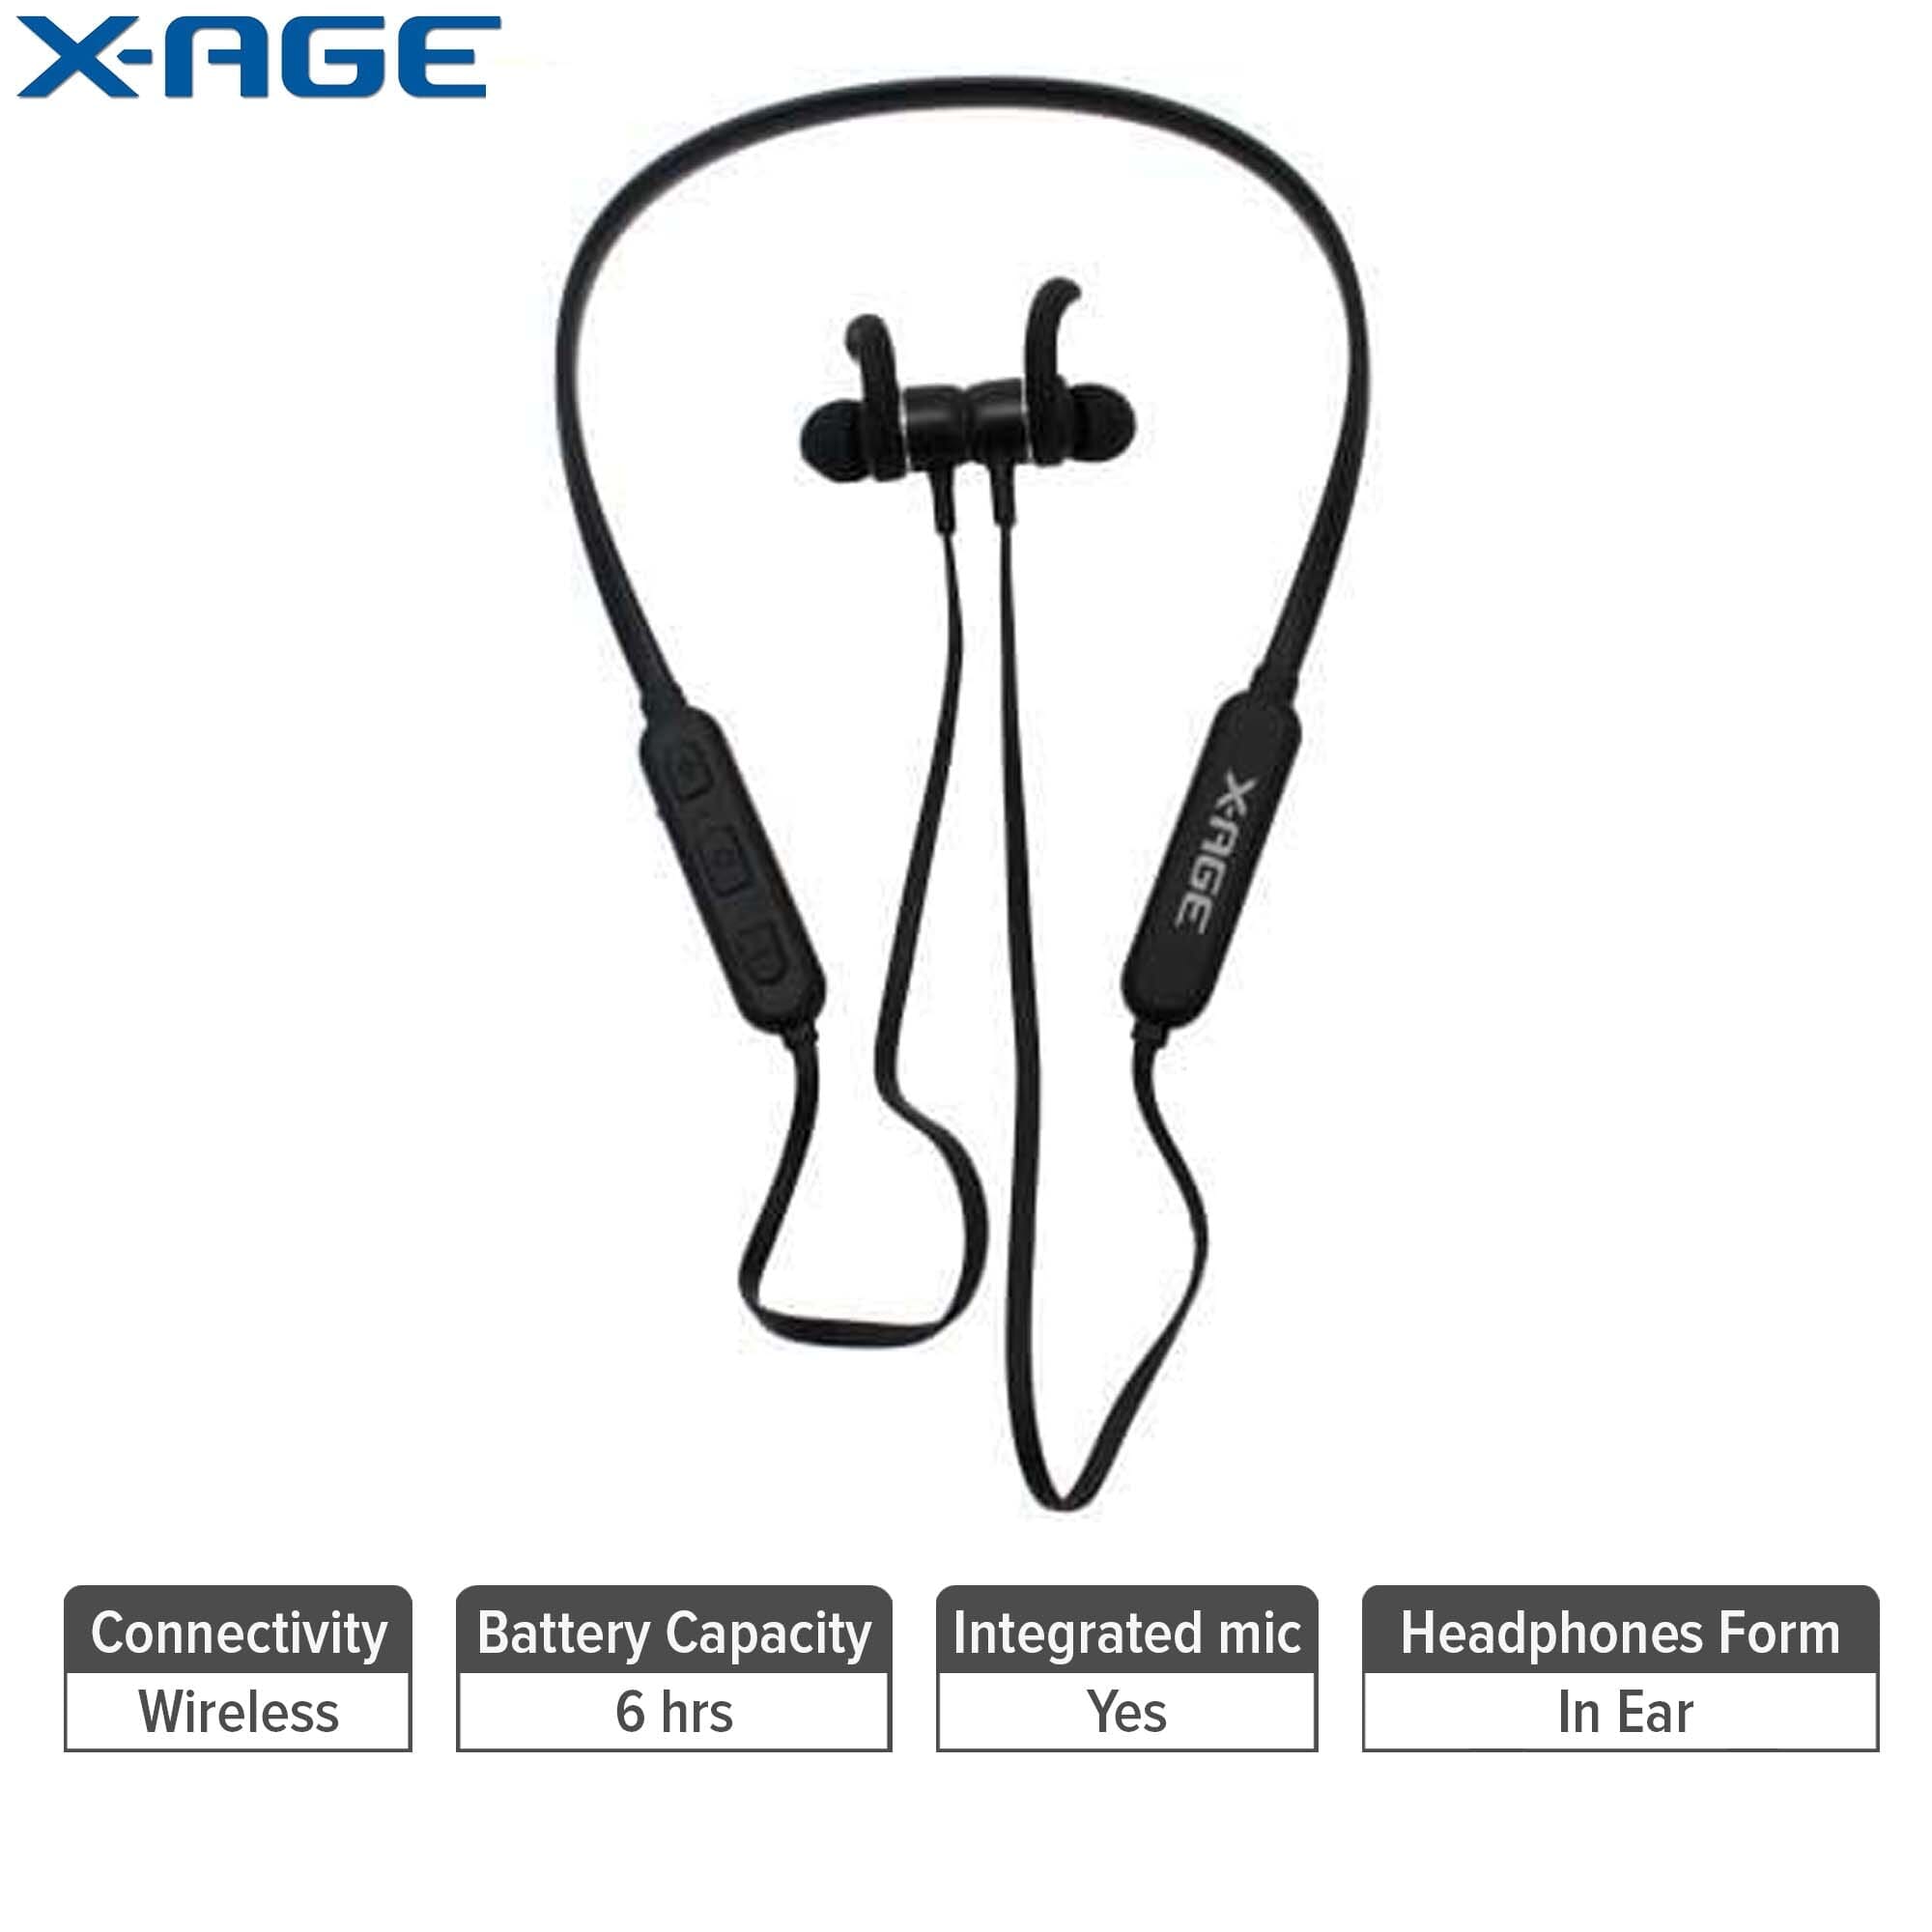 X-AGE
X-AGE
Connectivity
Wireless
Battery Capacity
6 hrs
Integrated mic
Yes
Headphones Form
In Ear